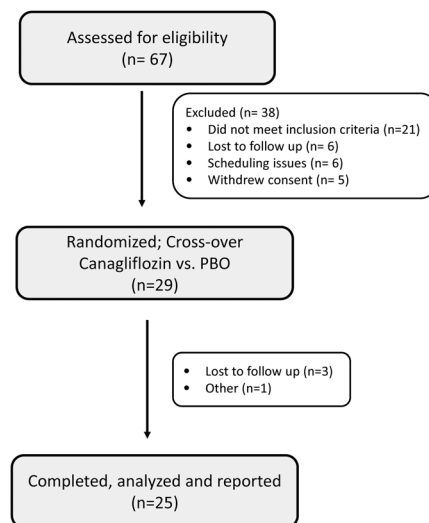 Assessed for eligibility
(n= 67)
Excluded (n= 38)
• Did not meet inclusion criteria (n=21)
• Lost to follow up (n= 6)
• Scheduling issues (n= 6)
• Withdrew consent (n= 5)
Randomized; Cross-over
Canagliflozin vs. PBO
(n=29)
• Lost to follow up (n=3)
• Other (n=1)
Completed, analyzed and reported
(n=25)